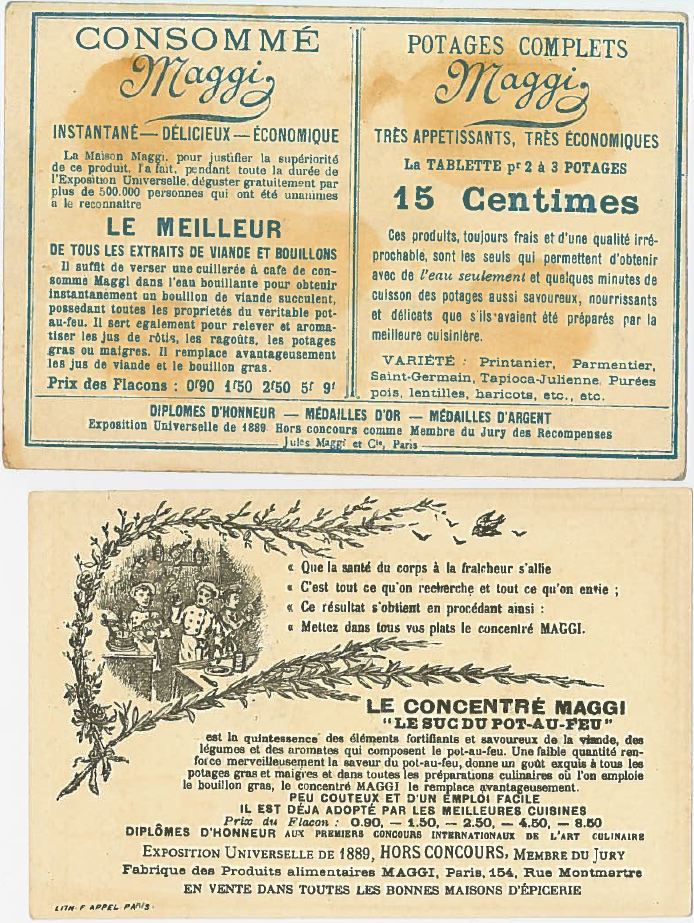 CONSOMMÉ
Maggi
INSTANTANÉ — DÉLICIEUX — ÉCONOMIQUE
La Maison Maggi, pour justifier la supériorité
de ce produit, l'a fait, pendant toute la durée de
l'Exposition Universelle, déguster gratuitement par
plus de 500.000 personnes qui ont été unanimes
a le reconnaitre
LE MEILLEUR
DE TOUS LES EXTRAITS DE VIANDE ET BOUILLONS
Il suffit de verser une cuillerée à cafe de con-
sommé Maggi dans l'eau bouillante pour obtenir
instantanément un bouillon de viande succulent,
possedant toutes les proprietés du veritable pot-
au-feu. Il sert également pour relever et aroma-
tiser les jus de rôtis, les ragoûts, les potages
gras ou maigres. Il remplace avantageusement
les jus de viande et le bouillon gras.
Prix des Flacons : 0f90 1f50 2f50 5f 9f
POTAGES COMPLETS
Maggi
TRÈS APPETISSANTS, TRÈS ÉCONOMIQUES
La TABLETTE pr 2 à 3 POTAGES
15 Centimes
Ces produits, toujours frais et d'une qualité irré-
prochable, sont les seuls qui permettent d'obtenir
avec de l'eau seulement et quelques minutes de
cuisson des potages aussi savoureux, nourrissants
et délicats que s'ils avaient été préparés par la
meilleure cuisinière.
VARIÉTÉ : Printanier, Parmentier,
Saint-Germain, Tapioca-Julienne, Purées
pois, lentilles, haricots, etc., etc.
DIPLOMES D'HONNEUR — MÉDAILLES D'OR — MÉDAILLES D'ARGENT
Exposition Universelle de 1889. Hors concours comme Membre du Jury des Recompenses
Jules Maggi et Cie, Paris
« Que la santé du corps à la fraîcheur s'allie
« C'est tout ce qu'on recherche et tout ce qu'on envie ;
« Ce résultat s'obtient en procédant ainsi :
« Mettez dans tous vos plats le concentré MAGGI.
LE CONCENTRÉ MAGGI
"LE SUC DU POT-AU-FEU"
est la quintessence des éléments fortifiants et savoureux de la viande, des
légumes et des aromates qui composent le pot-au-feu. Une faible quantité ren-
force merveilleusement la saveur du pot-au-feu, donne un goût exquis à tous les
potages gras et maigres et dans toutes les préparations culinaires où l'on emploie
le bouillon gras, le concentré MAGGI le remplace avantageusement.
PEU COUTEUX ET D'UN EMPLOI FACILE
IL EST DÉJA ADOPTÉ PAR LES MEILLEURES CUISINES
Prix du Flacon : 0.90, — 1.50, — 2.50, — 4.50, — 8.50
DIPLÔMES D'HONNEUR AUX PREMIERS CONCOURS INTERNATIONAUX DE L'ART CULINAIRE
EXPOSITION UNIVERSELLE DE 1889, HORS CONCOURS, MEMBRE DU JURY
Fabrique des Produits alimentaires MAGGI, Paris, 154, Rue Montmartre
EN VENTE DANS TOUTES LES BONNES MAISONS D'ÉPICERIE
LITH. F. APPEL PARIS.